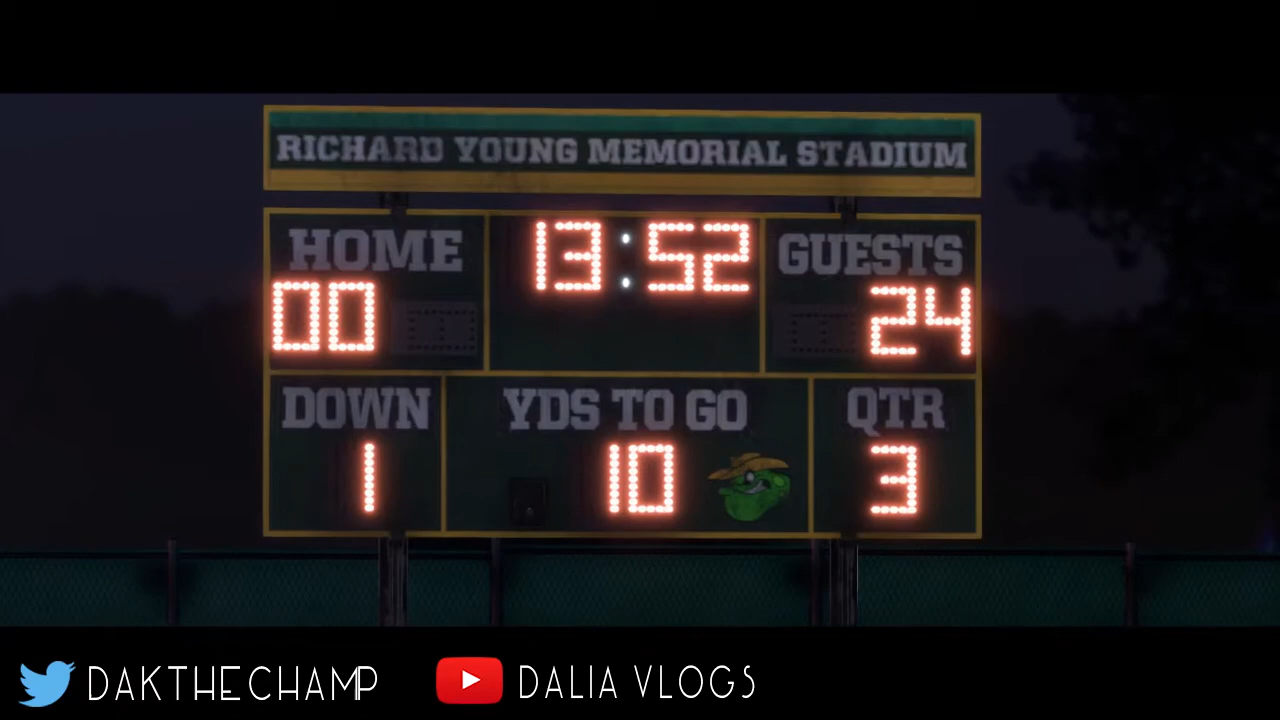 RICHARD YOUNG MEMORIAL STADIUM
HOME 13:52 GUESTS
00 24
DOWN YDS TO GO QTR
1 10 3
DAKTHECHAMP DALIA VLOGS